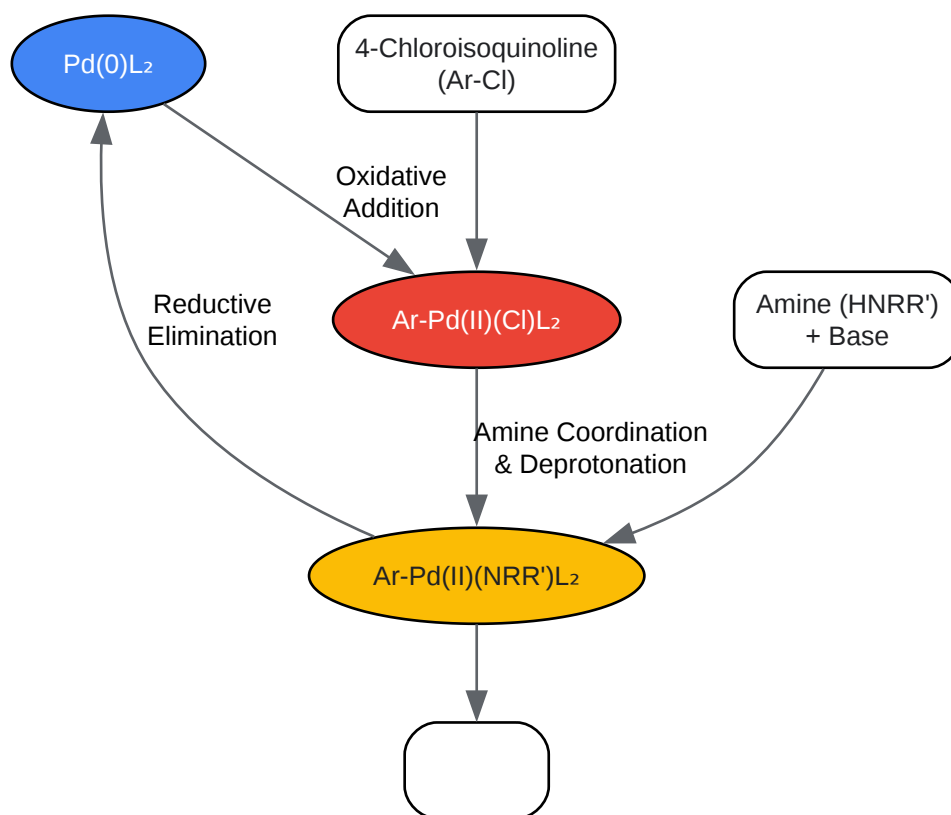 Pd(0)L₂
4-Chloroisoquinoline
(Ar-Cl)
Oxidative
Addition
Reductive
Elimination
Ar-Pd(II)(Cl)L₂
Amine (HNRR')
+ Base
Amine Coordination
& Deprotonation
Ar-Pd(II)(NRR')L₂